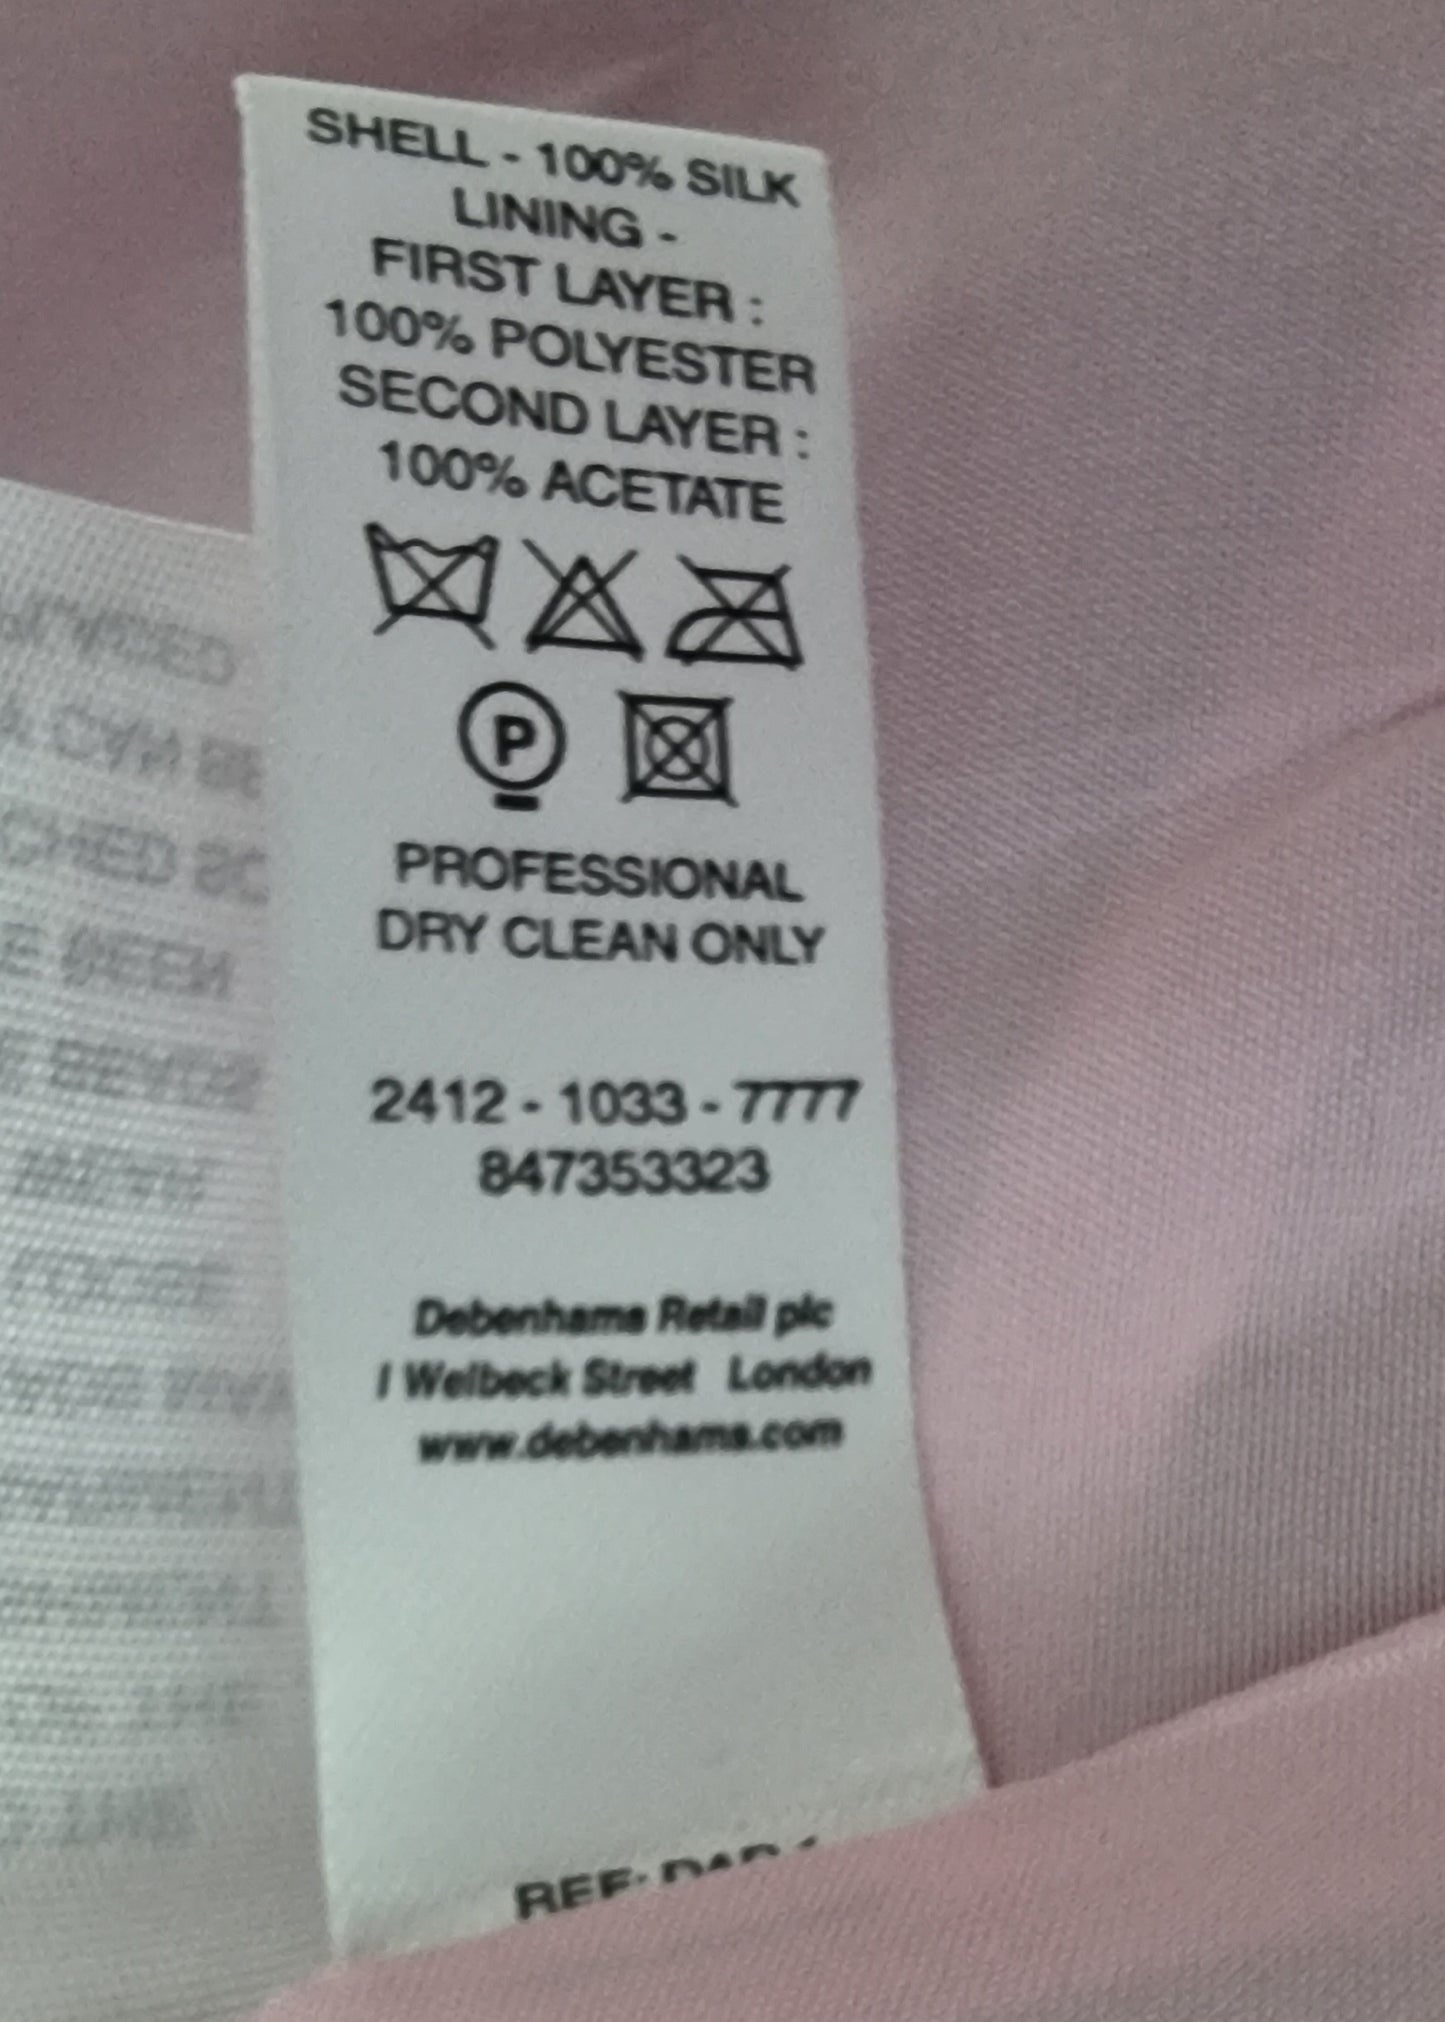 SHELL - 100% SILK
LINING -
FIRST LAYER :
100% POLYESTER
SECOND LAYER :
100% ACETATE
P
PROFESSIONAL
DRY CLEAN ONLY
2412 - 1033 - 7777
847353323
Debenhams Retail plc
1 Welbeck Street London
www.debenhams.com
REF: